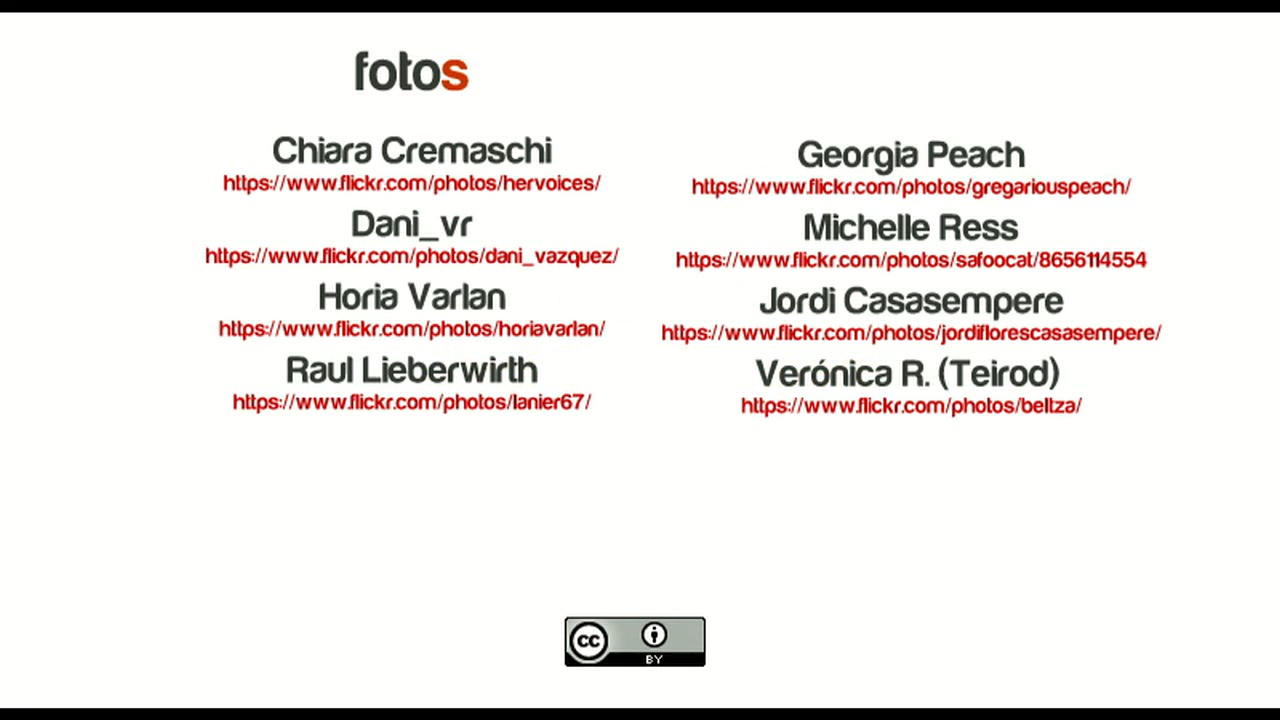 fotos
Chiara Cremaschi
https://www.flickr.com/photos/hervoices/
Dani_vr
https://www.flickr.com/photos/dani_vazquez/
Horia Varlan
https://www.flickr.com/photos/horiavarlan/
Raul Lieberwirth
https://www.flickr.com/photos/lanier67/
Georgia Peach
https://www.flickr.com/photos/gregariouspeach/
Michelle Ress
https://www.flickr.com/photos/safoocat/8656114554
Jordi Casasempere
https://www.flickr.com/photos/jordiflorescasasempere/
Verónica R. (Teirod)
https://www.flickr.com/photos/beltza/
cc
BY